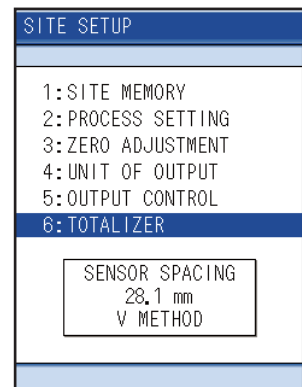 SITE SETUP
1:SITE MEMORY
2:PROCESS SETTING
3:ZERO ADJUSTMENT
4:UNIT OF OUTPUT
5:OUTPUT CONTROL
6:TOTALIZER
SENSOR SPACING
28.1 mm
V METHOD